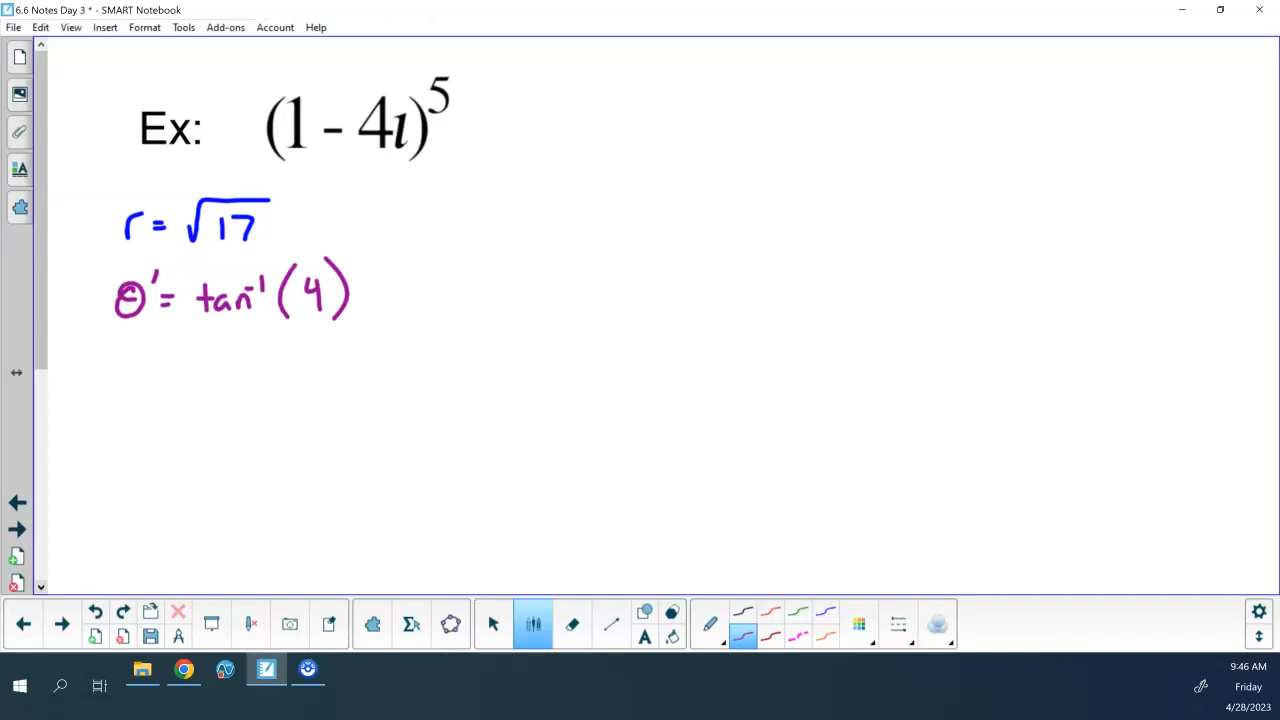 6.6 Notes Day 3 * - SMART Notebook
File Edit View Insert Format Tools Add-ons Account Help
Ex: (1 - 4ı)⁵
r = √17
θ' = tan⁻¹(4)
9:46 AM
Friday
4/28/2023